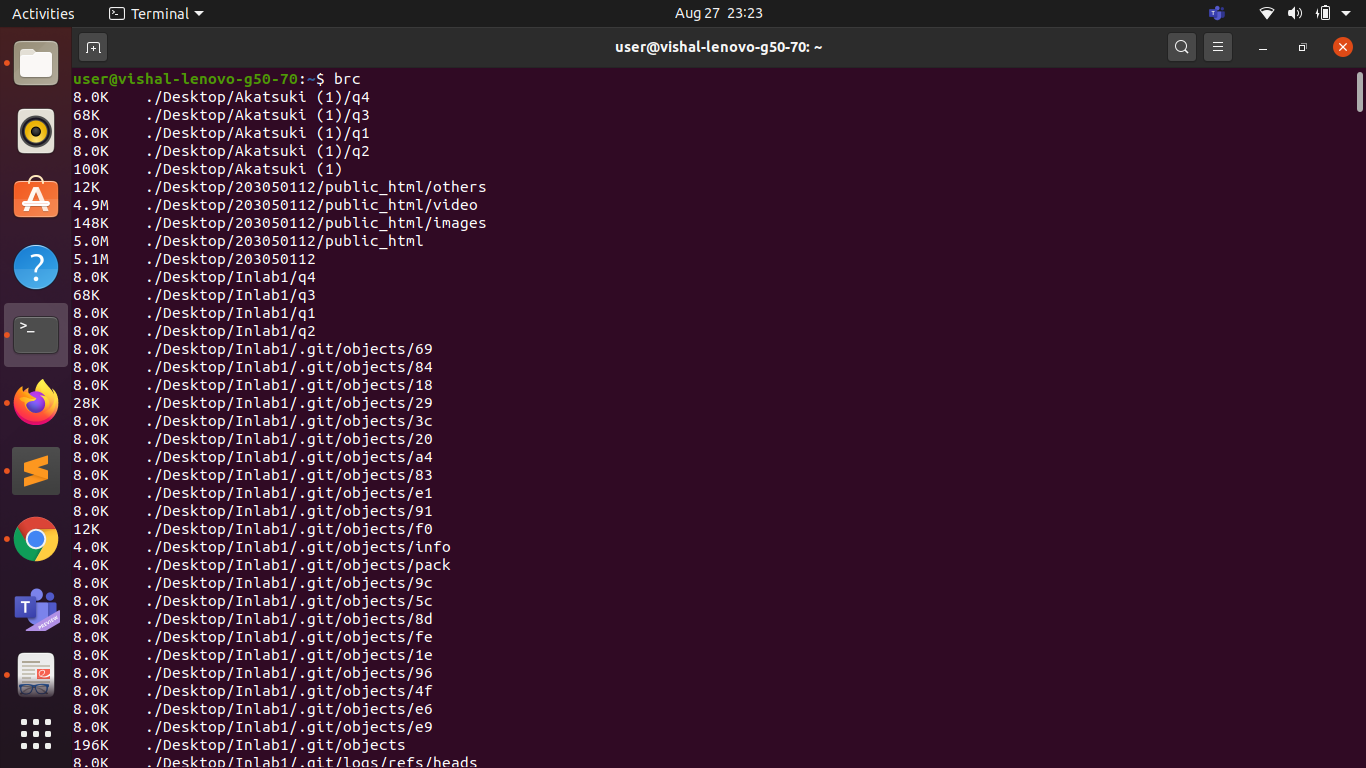 Activities Terminal Aug 27 23:23
user@vishal-lenovo-g50-70: ~
user@vishal-lenovo-g50-70:~$ brc
8.0K ./Desktop/Akatsuki (1)/q4
68K ./Desktop/Akatsuki (1)/q3
8.0K ./Desktop/Akatsuki (1)/q1
8.0K ./Desktop/Akatsuki (1)/q2
100K ./Desktop/Akatsuki (1)
12K ./Desktop/203050112/public_html/others
4.9M ./Desktop/203050112/public_html/video
148K ./Desktop/203050112/public_html/images
5.0M ./Desktop/203050112/public_html
5.1M ./Desktop/203050112
8.0K ./Desktop/Inlab1/q4
68K ./Desktop/Inlab1/q3
8.0K ./Desktop/Inlab1/q1
8.0K ./Desktop/Inlab1/q2
8.0K ./Desktop/Inlab1/.git/objects/69
8.0K ./Desktop/Inlab1/.git/objects/84
8.0K ./Desktop/Inlab1/.git/objects/18
28K ./Desktop/Inlab1/.git/objects/29
8.0K ./Desktop/Inlab1/.git/objects/3c
8.0K ./Desktop/Inlab1/.git/objects/20
8.0K ./Desktop/Inlab1/.git/objects/a4
8.0K ./Desktop/Inlab1/.git/objects/83
8.0K ./Desktop/Inlab1/.git/objects/e1
8.0K ./Desktop/Inlab1/.git/objects/91
12K ./Desktop/Inlab1/.git/objects/f0
4.0K ./Desktop/Inlab1/.git/objects/info
4.0K ./Desktop/Inlab1/.git/objects/pack
8.0K ./Desktop/Inlab1/.git/objects/9c
8.0K ./Desktop/Inlab1/.git/objects/5c
8.0K ./Desktop/Inlab1/.git/objects/8d
8.0K ./Desktop/Inlab1/.git/objects/fe
8.0K ./Desktop/Inlab1/.git/objects/1e
8.0K ./Desktop/Inlab1/.git/objects/96
8.0K ./Desktop/Inlab1/.git/objects/4f
8.0K ./Desktop/Inlab1/.git/objects/e6
8.0K ./Desktop/Inlab1/.git/objects/e9
196K ./Desktop/Inlab1/.git/objects
8.0K ./Desktop/Inlab1/.git/logs/refs/heads
T
PREVIEW